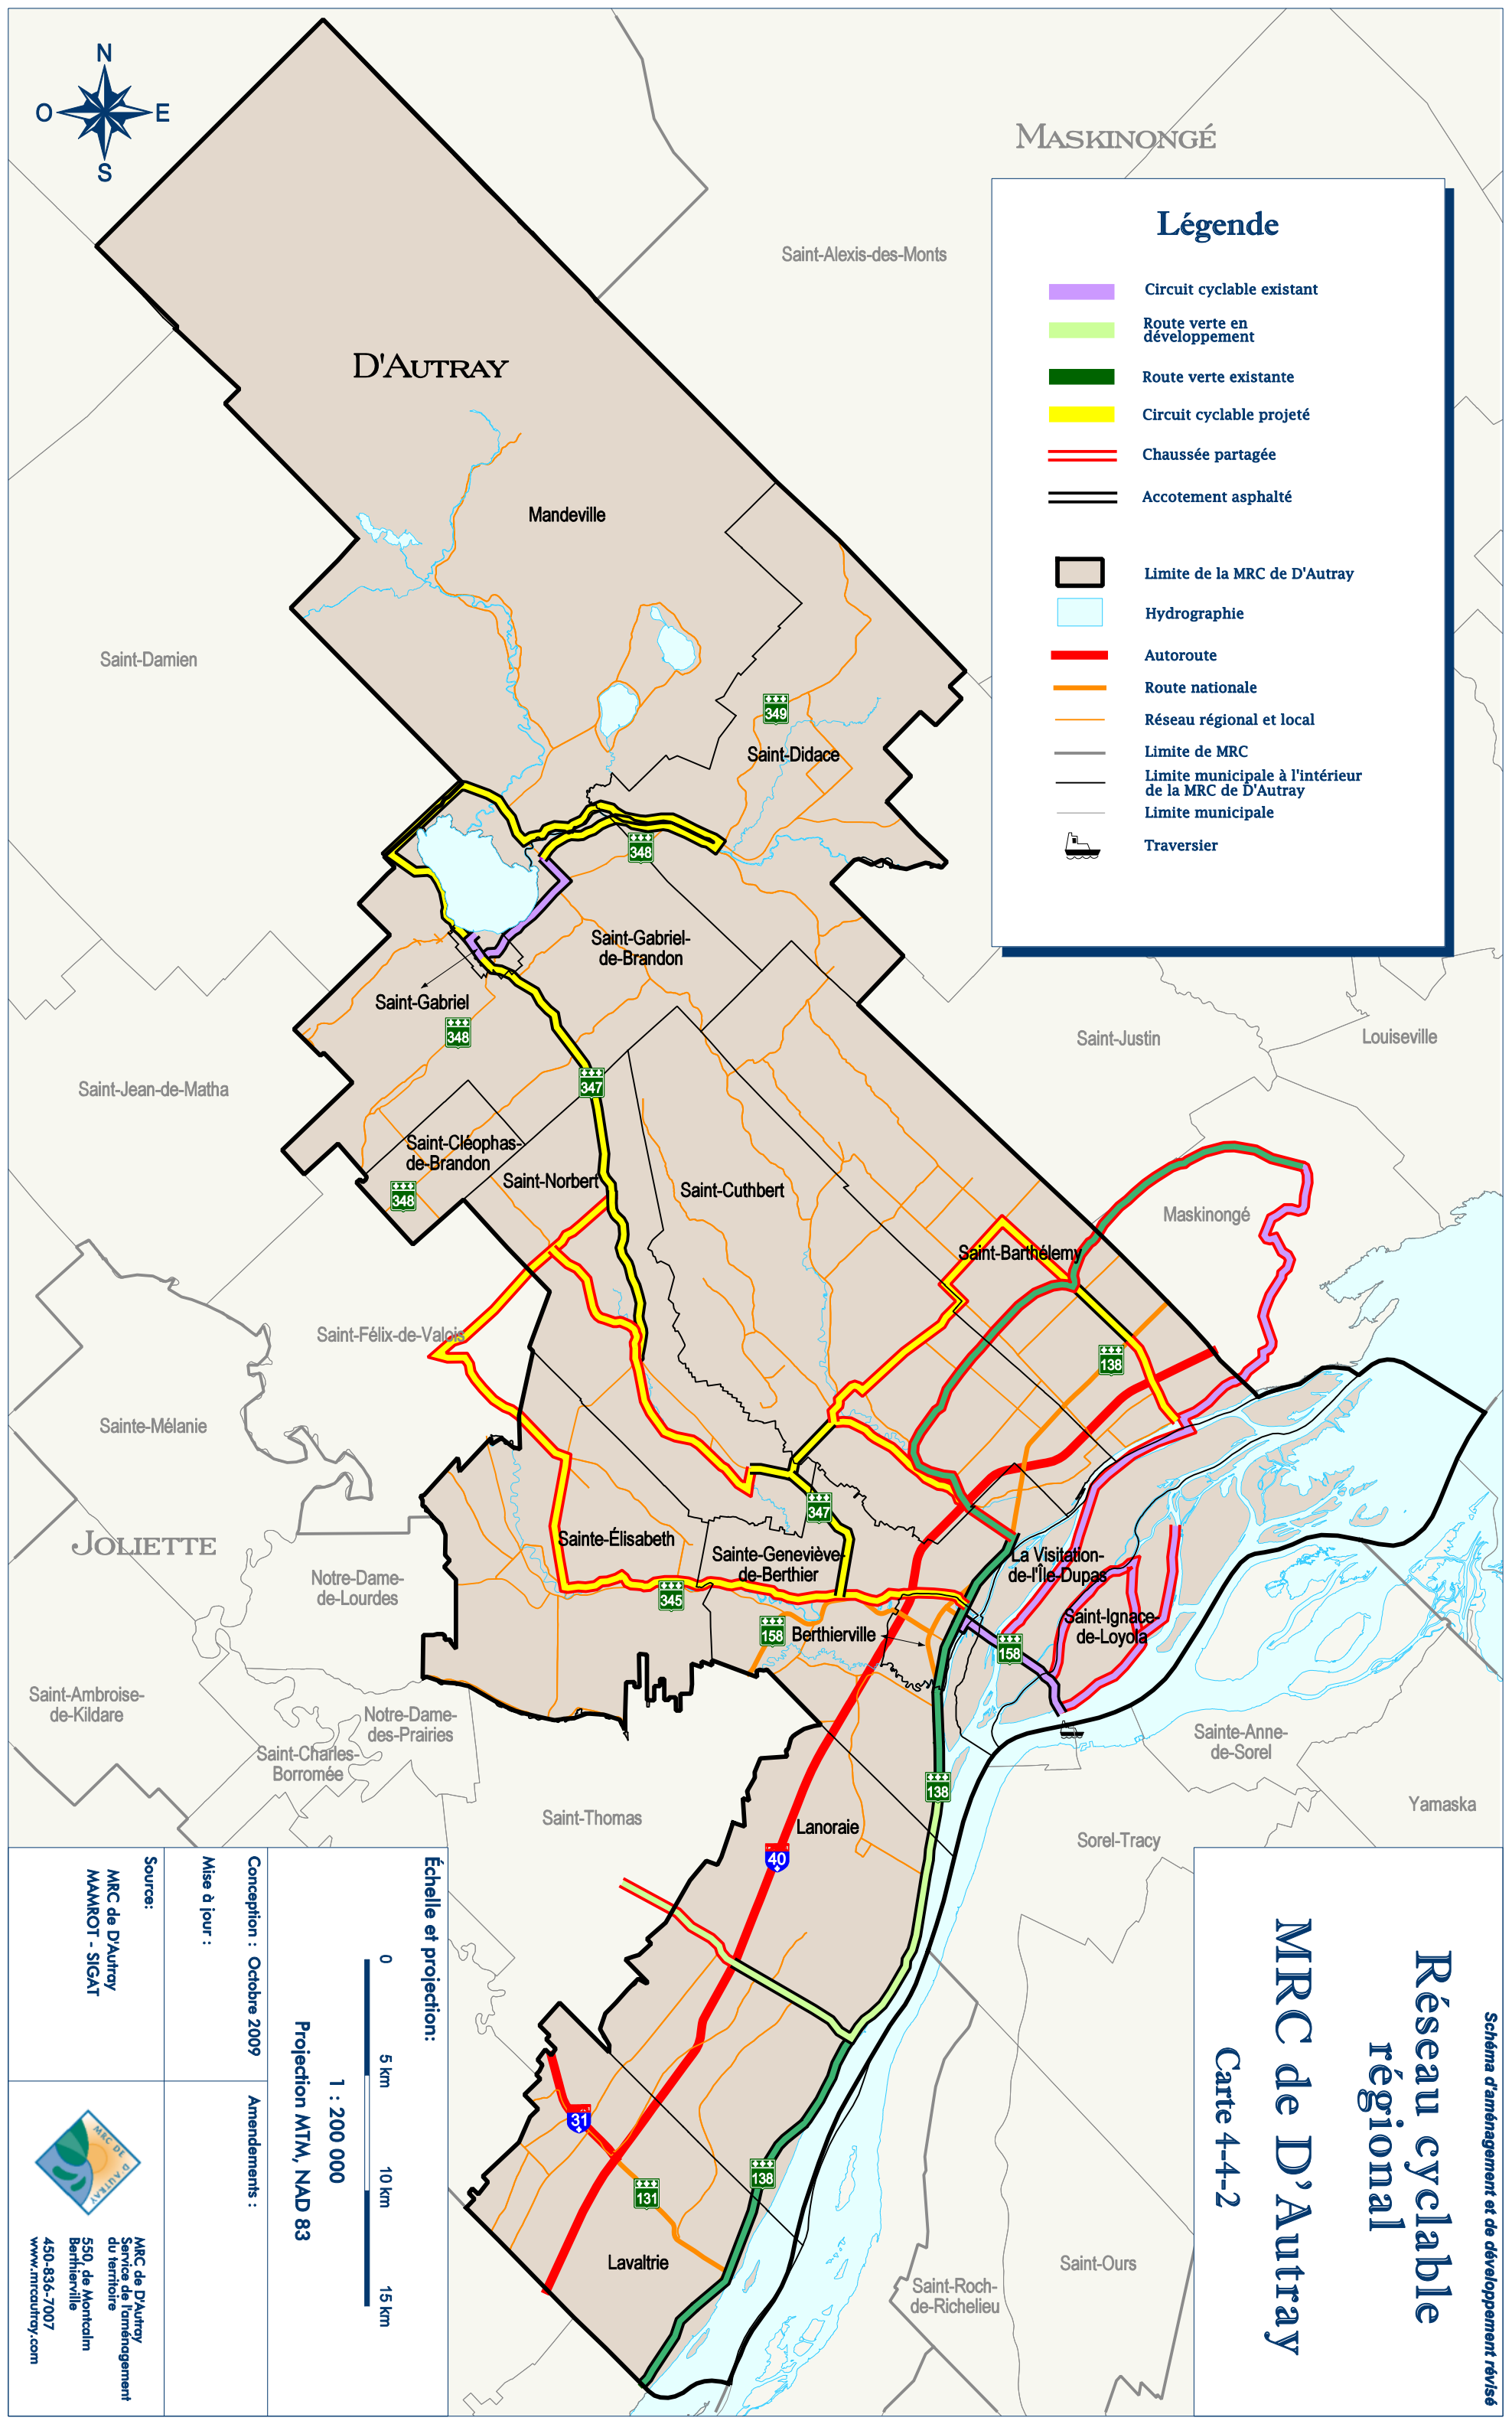 N
O
E
S
MASKINONGÉ
Légende
Circuit cyclable existant
Route verte en
développement
Route verte existante
Circuit cyclable projeté
Chaussée partagée
Accotement asphalté
Limite de la MRC de D'Autray
Hydrographie
Autoroute
Route nationale
Réseau régional et local
Limite de MRC
Limite municipale à l'intérieur
de la MRC de D'Autray
Limite municipale
Traversier
Saint-Alexis-des-Monts
D'AUTRAY
Mandeville
Saint-Damien
349
Saint-Didace
348
Saint-Gabriel-
de-Brandon
Saint-Gabriel
348
Saint-Justin
Louiseville
347
Saint-Jean-de-Matha
Saint-Cléophas-
de-Brandon
Saint-Norbert
348
Saint-Cuthbert
Maskinongé
Saint-Barthélemy
Saint-Félix-de-Valois
138
Sainte-Mélanie
347
JOLIETTE
Sainte-Élisabeth
Sainte-Geneviève-
de-Berthier
La Visitation-
de-l'Île-Dupas
Notre-Dame-
de-Lourdes
345
Saint-Ignace-
de-Loyola
158
Berthierville
158
Saint-Ambroise-
de-Kildare
Notre-Dame-
des-Prairies
Saint-Charles-
Borromée
Sainte-Anne-
de-Sorel
138
Yamaska
Saint-Thomas
Lanoraie
Sorel-Tracy
40
31
138
131
Lavaltrie
Saint-Ours
Saint-Roch-
de-Richelieu
Échelle et projection:
0
5 km
10 km
15 km
1 : 200 000
Projection MTM, NAD 83
Conception : Octobre 2009
Mise à jour :
Amendements :
Source:
MRC de D'Autray
MAMROT - SIGAT
MRC DE D'AUTRAY
MRC de D'Autray
Service de l'aménagement
du territoire
550, de Montcalm
Berthierville
450-836-7007
www.mrcautray.com
Schéma d'aménagement et de développement révisé
Réseau cyclable
régional
MRC de D'Autray
Carte 4-4-2